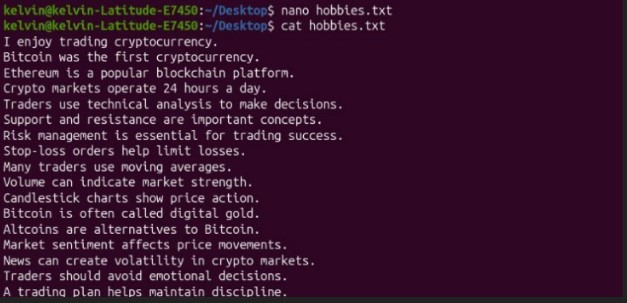 kelvin@kelvin-Latitude-E7450:~/Desktop$ nano hobbies.txt
kelvin@kelvin-Latitude-E7450:~/Desktop$ cat hobbies.txt
I enjoy trading cryptocurrency.
Bitcoin was the first cryptocurrency.
Ethereum is a popular blockchain platform.
Crypto markets operate 24 hours a day.
Traders use technical analysis to make decisions.
Support and resistance are important concepts.
Risk management is essential for trading success.
Stop-loss orders help limit losses.
Many traders use moving averages.
Volume can indicate market strength.
Candlestick charts show price action.
Bitcoin is often called digital gold.
Altcoins are alternatives to Bitcoin.
Market sentiment affects price movements.
News can create volatility in crypto markets.
Traders should avoid emotional decisions.
A trading plan helps maintain discipline.